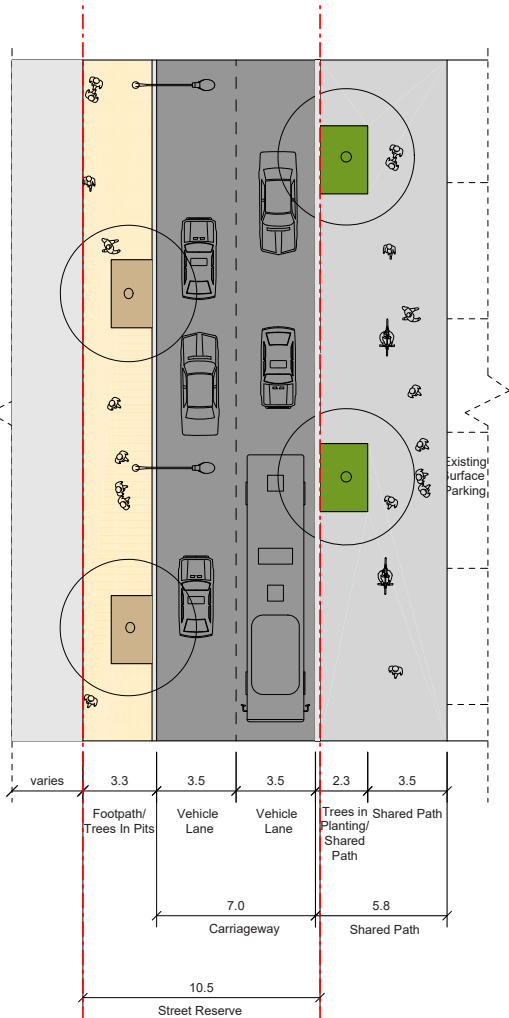 Existing
Surface
Parking
varies
3.3
3.5
3.5
2.3
3.5
Footpath/
Trees In Pits
Vehicle
Lane
Vehicle
Lane
Trees in
Planting/
Shared
Path
Shared Path
7.0
Carriageway
5.8
Shared Path
10.5
Street Reserve